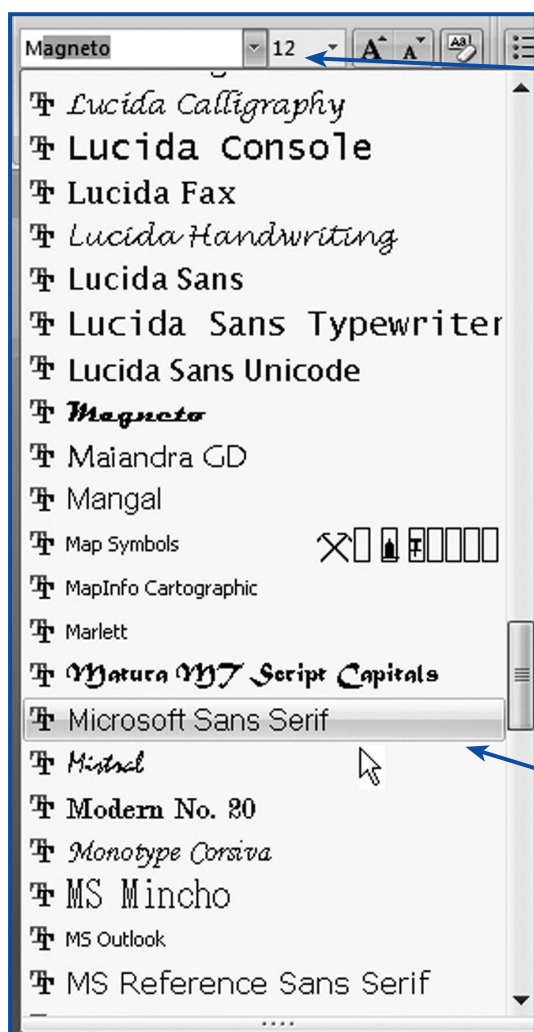 Magneto 12 A A Aa
Lucida Calligraphy
Lucida Console
Lucida Fax
Lucida Handwriting
Lucida Sans
Lucida Sans Typewriter
Lucida Sans Unicode
Magneto
Maiandra GD
Mangal
Map Symbols
MapInfo Cartographic
Marlett
Matura MT Script Capitals
Microsoft Sans Serif
Mistral
Modern No. 20
Monotype Corsiva
MS Mincho
MS Outlook
MS Reference Sans Serif